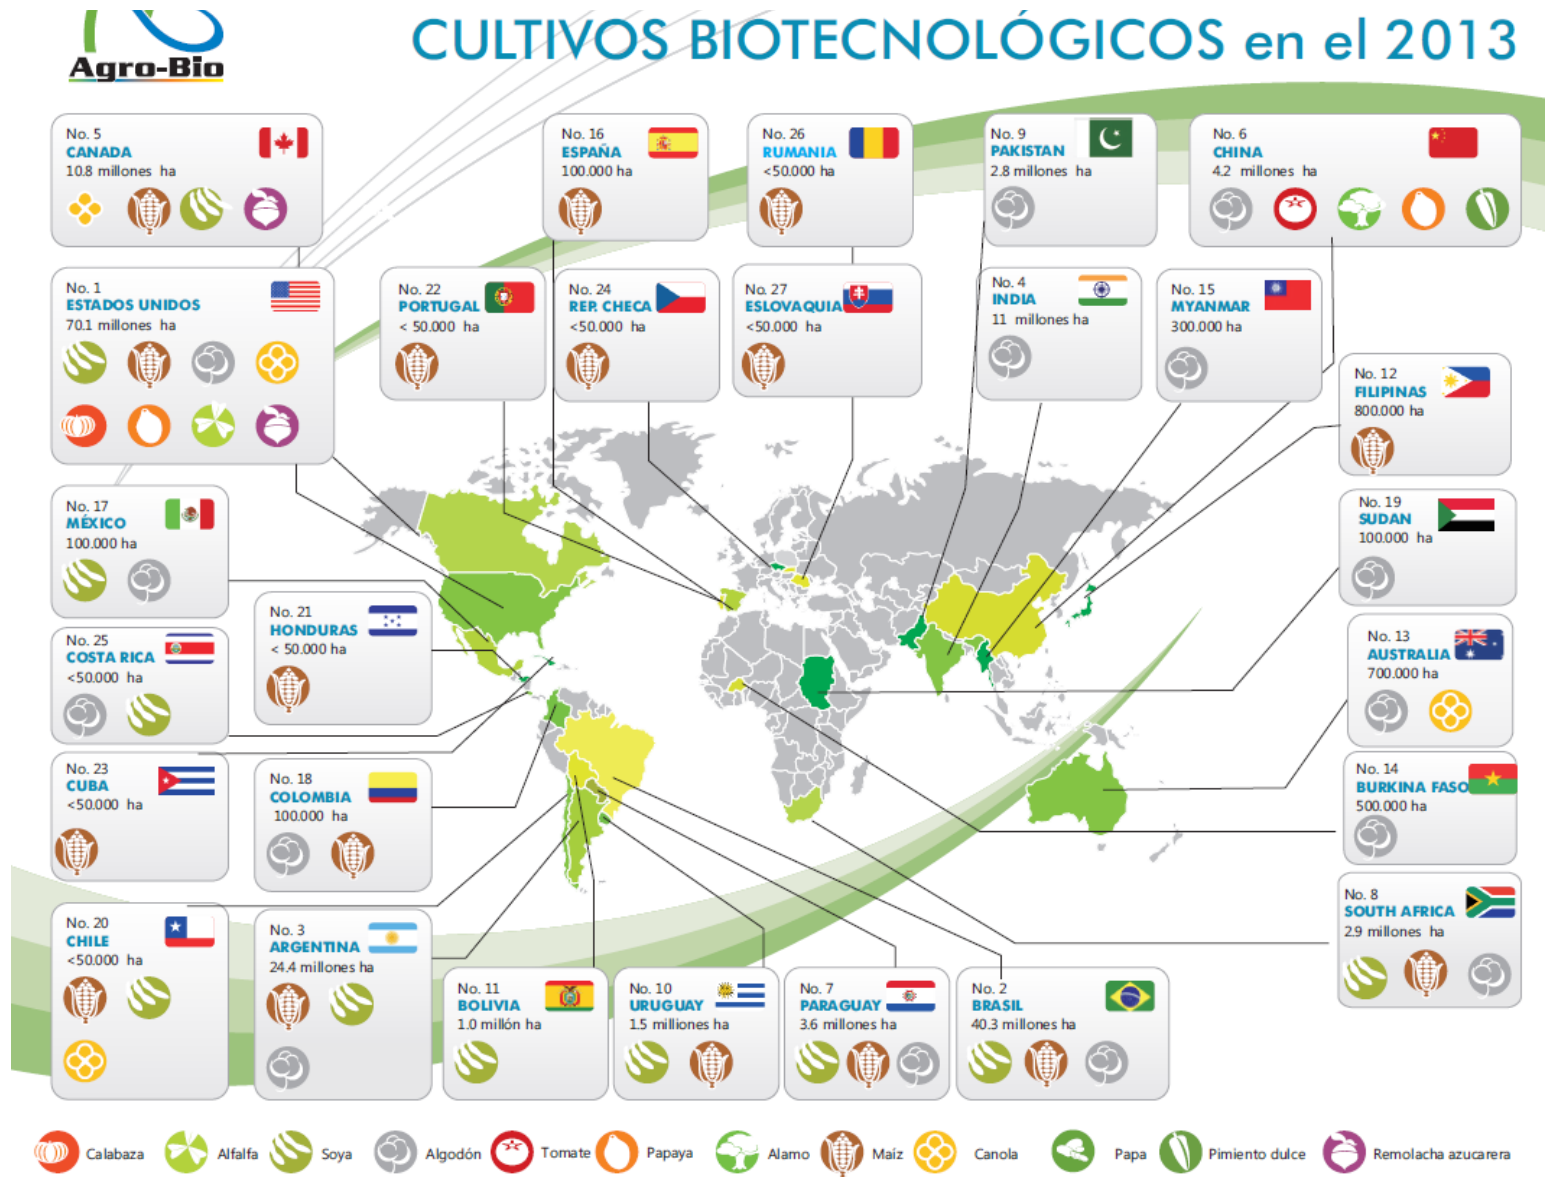 Agro-Bio
CULTIVOS BIOTECNOLÓGICOS en el 2013
No. 5
CANADA
10.8 millones ha
No. 16
ESPAÑA
100.000 ha
No. 26
RUMANIA
<50.000 ha
No. 9
PAKISTAN
2.8 millones ha
No. 6
CHINA
4.2 millones ha
No. 1
ESTADOS UNIDOS
70.1 millones ha
No. 22
PORTUGAL
< 50.000 ha
No. 24
REP. CHECA
<50.000 ha
No. 27
ESLOVAQUIA
<50.000 ha
No. 4
INDIA
11 millones ha
No. 15
MYANMAR
300.000 ha
No. 12
FILIPINAS
800.000 ha
No. 17
MÉXICO
100.000 ha
No. 19
SUDAN
100.000 ha
No. 21
HONDURAS
< 50.000 ha
No. 25
COSTA RICA
<50.000 ha
No. 13
AUSTRALIA
700.000 ha
No. 23
CUBA
<50.000 ha
No. 18
COLOMBIA
100.000 ha
No. 14
BURKINA FASO
500.000 ha
No. 8
SOUTH AFRICA
2.9 millones ha
No. 20
CHILE
<50.000 ha
No. 3
ARGENTINA
24.4 millones ha
No. 11
BOLIVIA
1.0 millón ha
No. 10
URUGUAY
1.5 milliones ha
No. 7
PARAGUAY
3.6 millones ha
No. 2
BRASIL
40.3 millones ha
Calabaza
Alfalfa
Soya
Algodón
Tomate
Papaya
Alamo
Maíz
Canola
Papa
Pimiento dulce
Remolacha azucarera